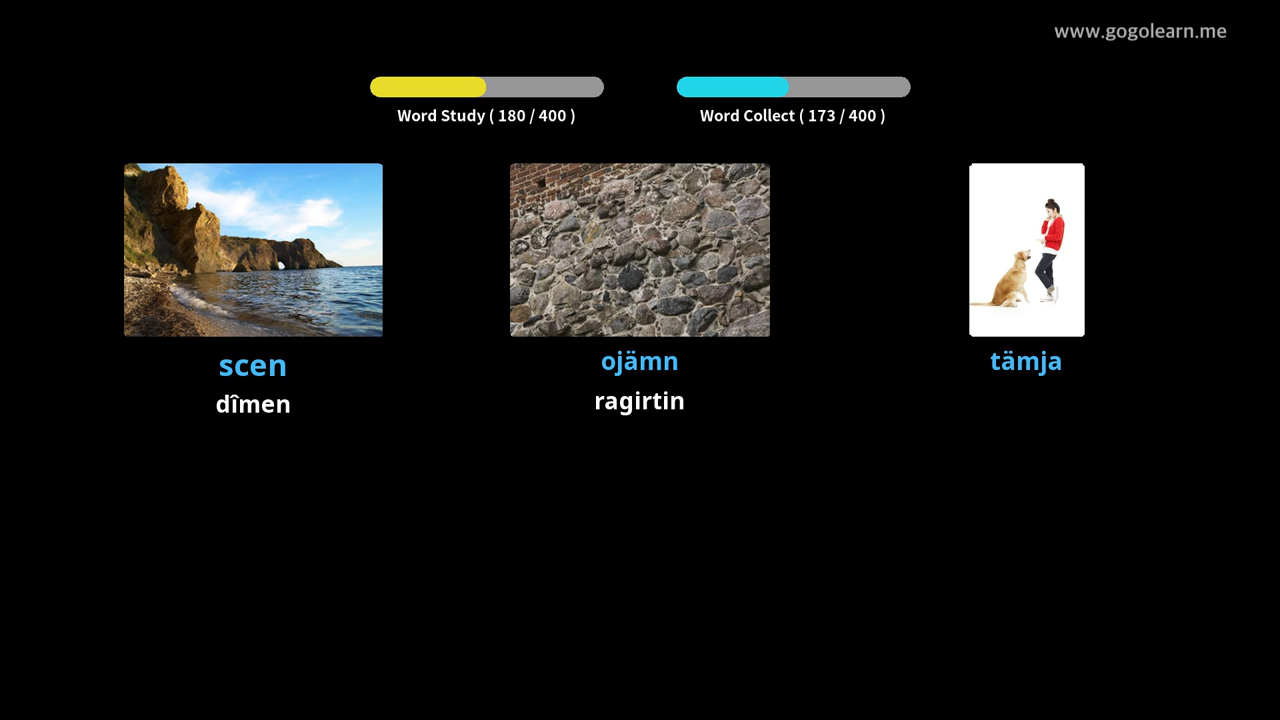 www.gogolearn.me
Word Study ( 180 / 400 )
Word Collect ( 173 / 400 )
scen
dîmen
ojämn
ragirtin
tämja